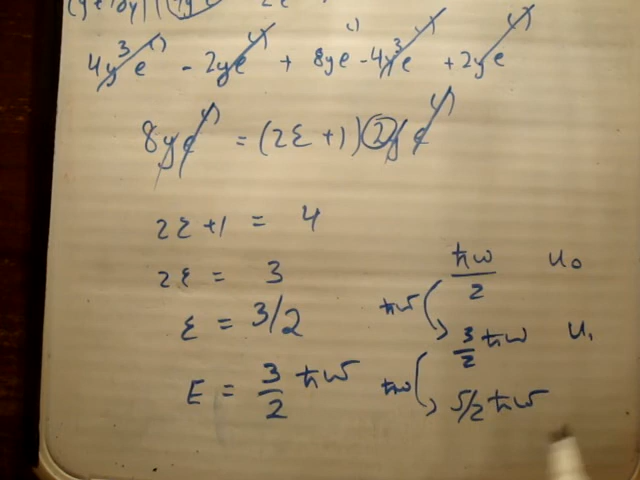 4y³e⁽⁾ - 2ye⁽⁾ + 8ye⁽⁾ - 4y³e⁽⁾ + 2ye⁽⁾
8ye⁽⁾ = (2ε + 1) 2ye⁽⁾
2ε + 1 = 4
2ε = 3
ε = 3/2
E = 3/2 ħω
ħω/2 u₀
ħω
3/2 ħω u₁
ħω
5/2 ħω